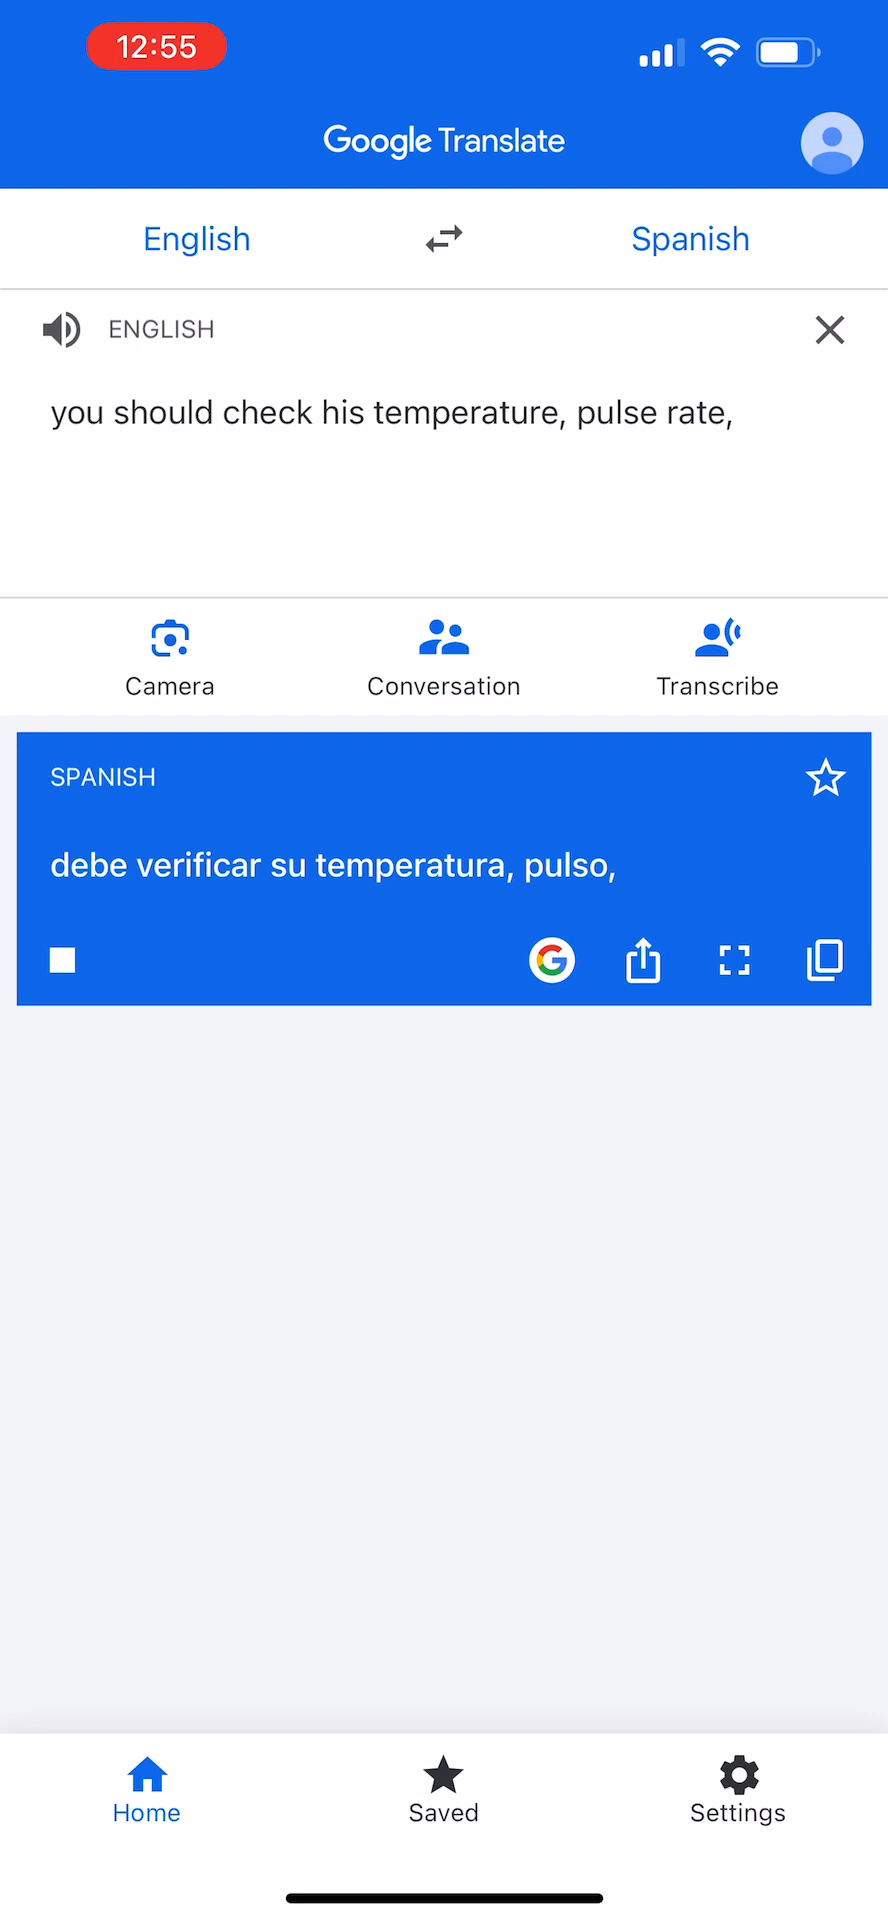 12:55
Google Translate
English
Spanish
ENGLISH
you should check his temperature, pulse rate,
Camera
Conversation
Transcribe
SPANISH
debe verificar su temperatura, pulso,
Home
Saved
Settings